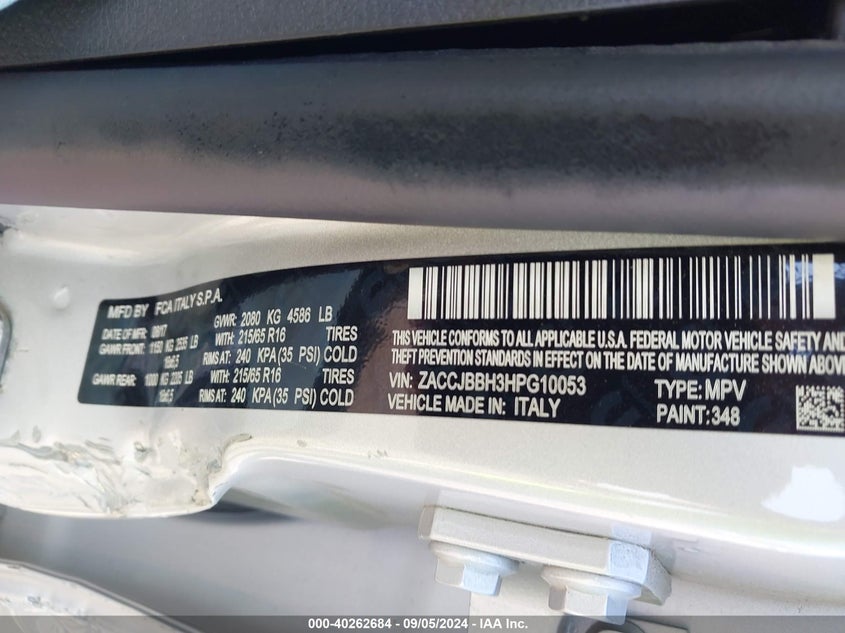 MFD BY FCA ITALY S.P.A.
DATE OF MFR 08/17 GVWR: 2080 KG 4586 LB
GAWR FRONT: 1150 KG 2535 LB WITH: 215/65 R16 TIRES
16x6,5 RIMS AT: 240 KPA (35 PSI) COLD
GAWR REAR: 1000 KG 2205 LB WITH: 215/65 R16 TIRES
16x6,5 RIMS AT: 240 KPA (35 PSI) COLD
THIS VEHICLE CONFORMS TO ALL APPLICABLE U.S.A. FEDERAL MOTOR VEHICLE SAFETY AND
THEFT PREVENTION STANDARDS IN EFFECT ON THE DATE OF MANUFACTURE SHOWN ABOVE
VIN: ZACCJBBH3HPG10053 TYPE: MPV
VEHICLE MADE IN: ITALY PAINT: 348
000-40262684 - 09/05/2024 - IAA Inc.